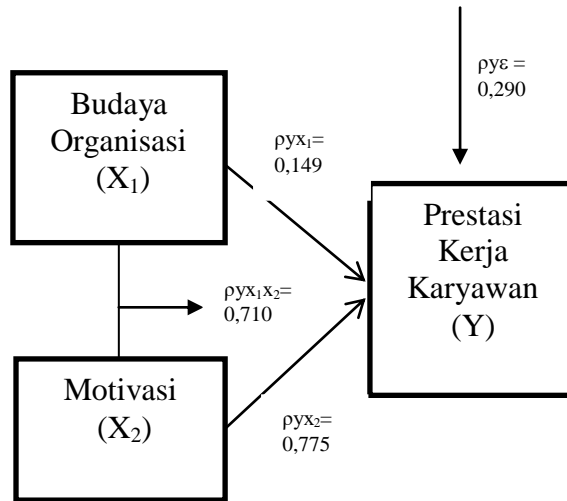 ρyε =
0,290
Budaya
Organisasi
(X₁)
ρyx₁=
0,149
Prestasi
Kerja
Karyawan
(Y)
ρyx₁x₂=
0,710
Motivasi
(X₂)
ρyx₂=
0,775